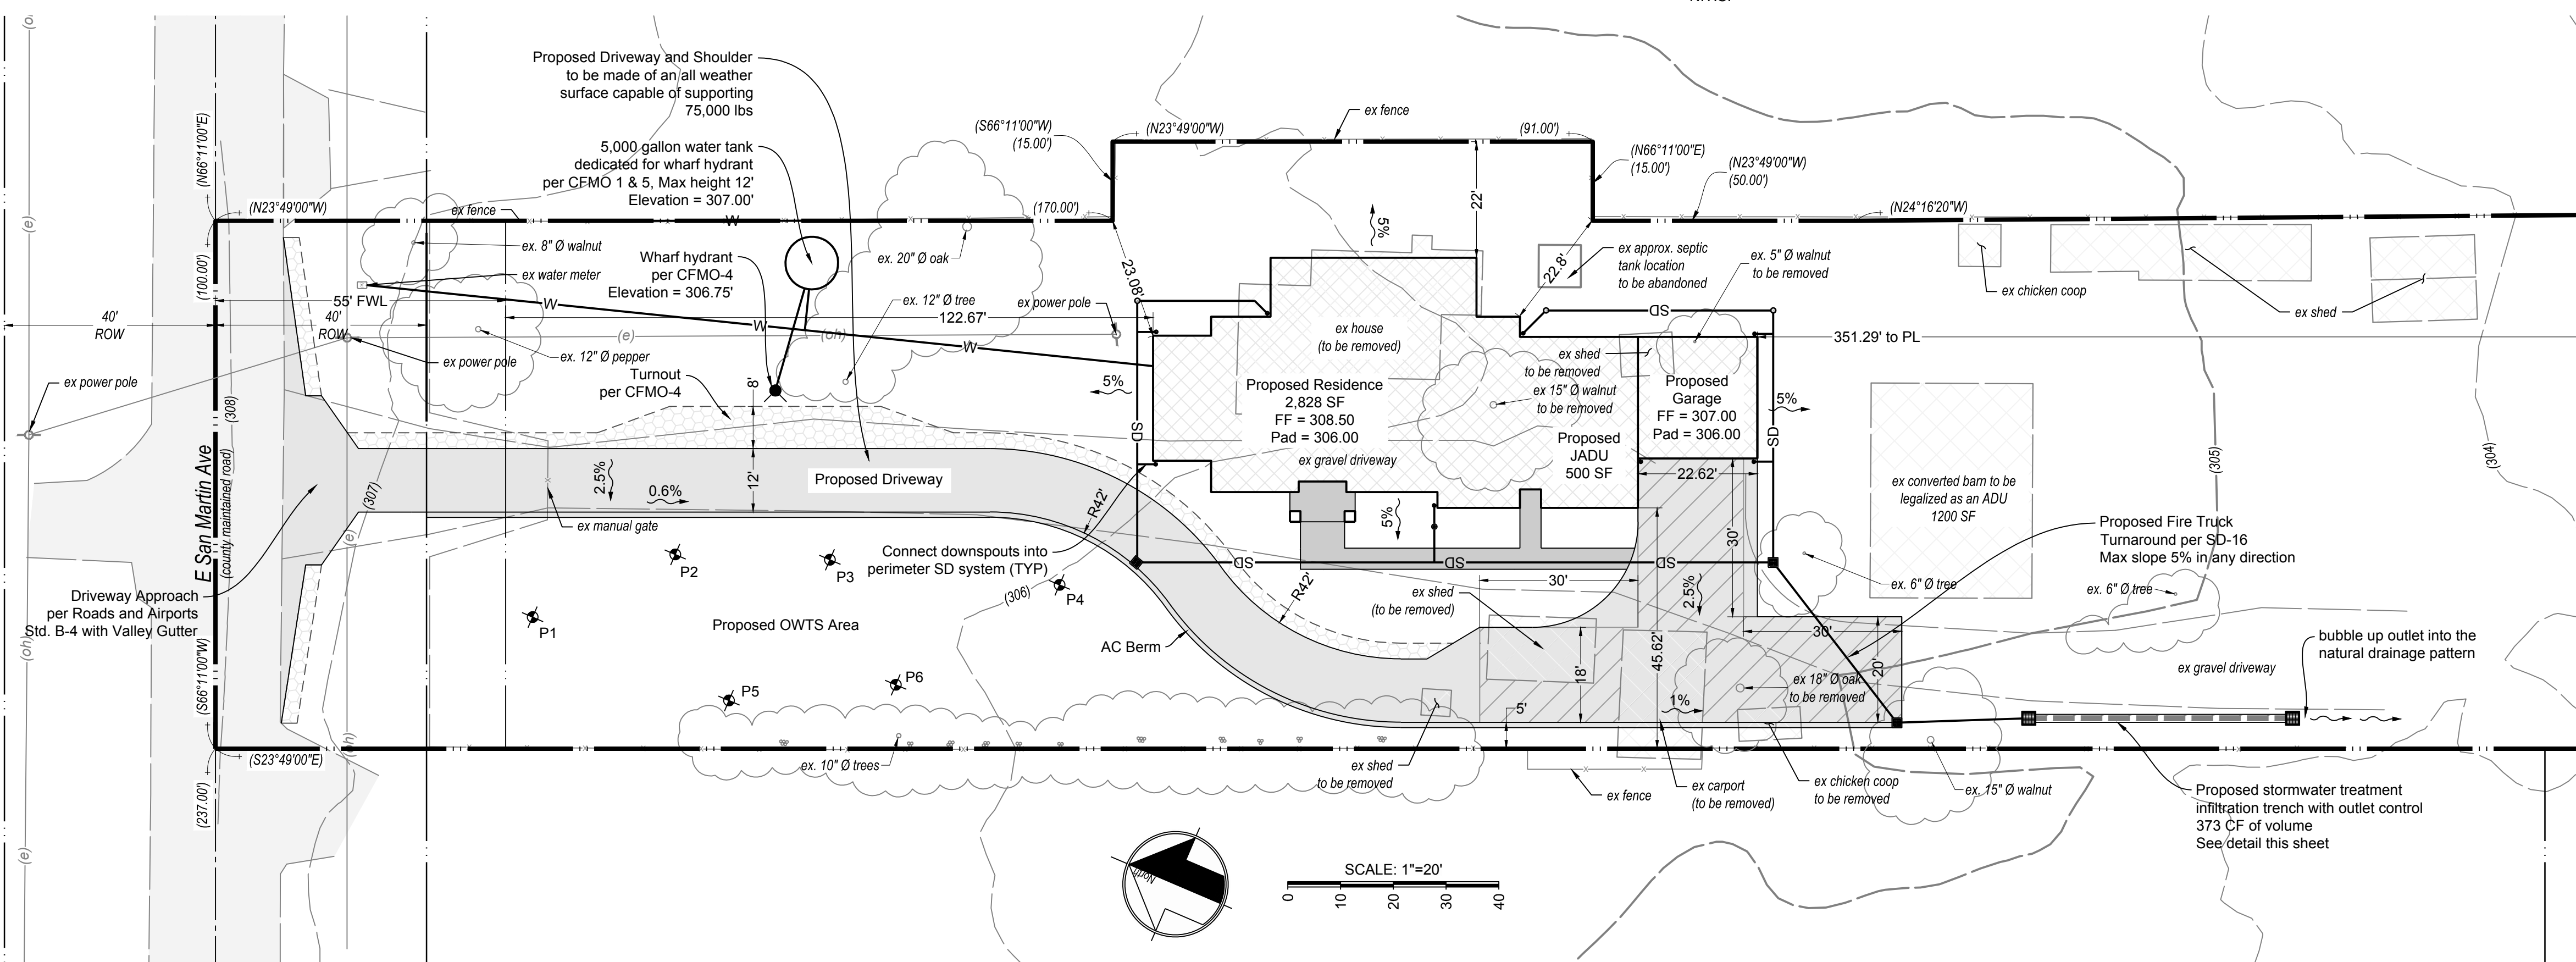 Proposed Driveway and Shoulder
to be made of an all weather
surface capable of supporting
75,000 lbs
5,000 gallon water tank
dedicated for wharf hydrant
per CFMO 1 & 5, Max height 12'
Elevation = 307.00'
(N66°11'00"E)
(N23°49'00"W)
ex fence
W
(170.00')
(S66°11'00"W)
(15.00')
(N23°49'00"W)
ex fence
(91.00')
(N66°11'00"E)
(15.00')
(N23°49'00"W)
(50.00')
(N24°16'20"W)
(e)
(100.00')
ex. 8" Ø walnut
ex water meter
55' FWL
40'
ROW
40'
ROW
W
Wharf hydrant
per CFMO-4
Elevation = 306.75'
W
ex. 20" Ø oak
ex. 12" Ø tree
122.67'
ex power pole
(e)
(oh)
W
23.08'
5%
22'
22.8'
ex approx. septic
tank location
to be abandoned
ex. 5" Ø walnut
to be removed
ex chicken coop
ex shed
SD
351.29' to PL
ex power pole
ex power pole
ex. 12" Ø pepper
Turnout
per CFMO-4
8'
5%
SD
ex house
(to be removed)
Proposed Residence
2,828 SF
FF = 308.50
Pad = 306.00
ex gravel driveway
ex shed
to be removed
ex 15" Ø walnut
to be removed
Proposed
JADU
500 SF
Proposed
Garage
FF = 307.00
Pad = 306.00
22.62'
5%
SD
ex converted barn to be
legalized as an ADU
1200 SF
(305)
(304)
E San Martin Ave
(county maintained road)
(308)
(307)
(e)
2.5%
0.6%
12'
Proposed Driveway
ex manual gate
R42'
5%
30'
Proposed Fire Truck
Turnaround per SD-16
Max slope 5% in any direction
Driveway Approach
per Roads and Airports
Std. B-4 with Valley Gutter
P1
P2
P3
P4
P5
P6
Proposed OWTS Area
Connect downspouts into
perimeter SD system (TYP)
(306)
AC Berm
R42'
SD
SD
SD
30'
ex shed
(to be removed)
2.5%
18'
45.62'
30'
20'
ex. 6" Ø tree
ex. 6" Ø tree
ex 18" Ø oak
to be removed
1%
5'
ex gravel driveway
bubble up outlet into the
natural drainage pattern
(oh)
(e)
(S66°11'00"W)
(S23°49'00"E)
(237.00')
(oh)
ex. 10" Ø trees
ex shed
to be removed
ex fence
ex carport
(to be removed)
ex chicken coop
to be removed
ex. 15" Ø walnut
Proposed stormwater treatment
infiltration trench with outlet control
373 CF of volume
See detail this sheet
North
SCALE: 1"=20'
0
10
20
30
40